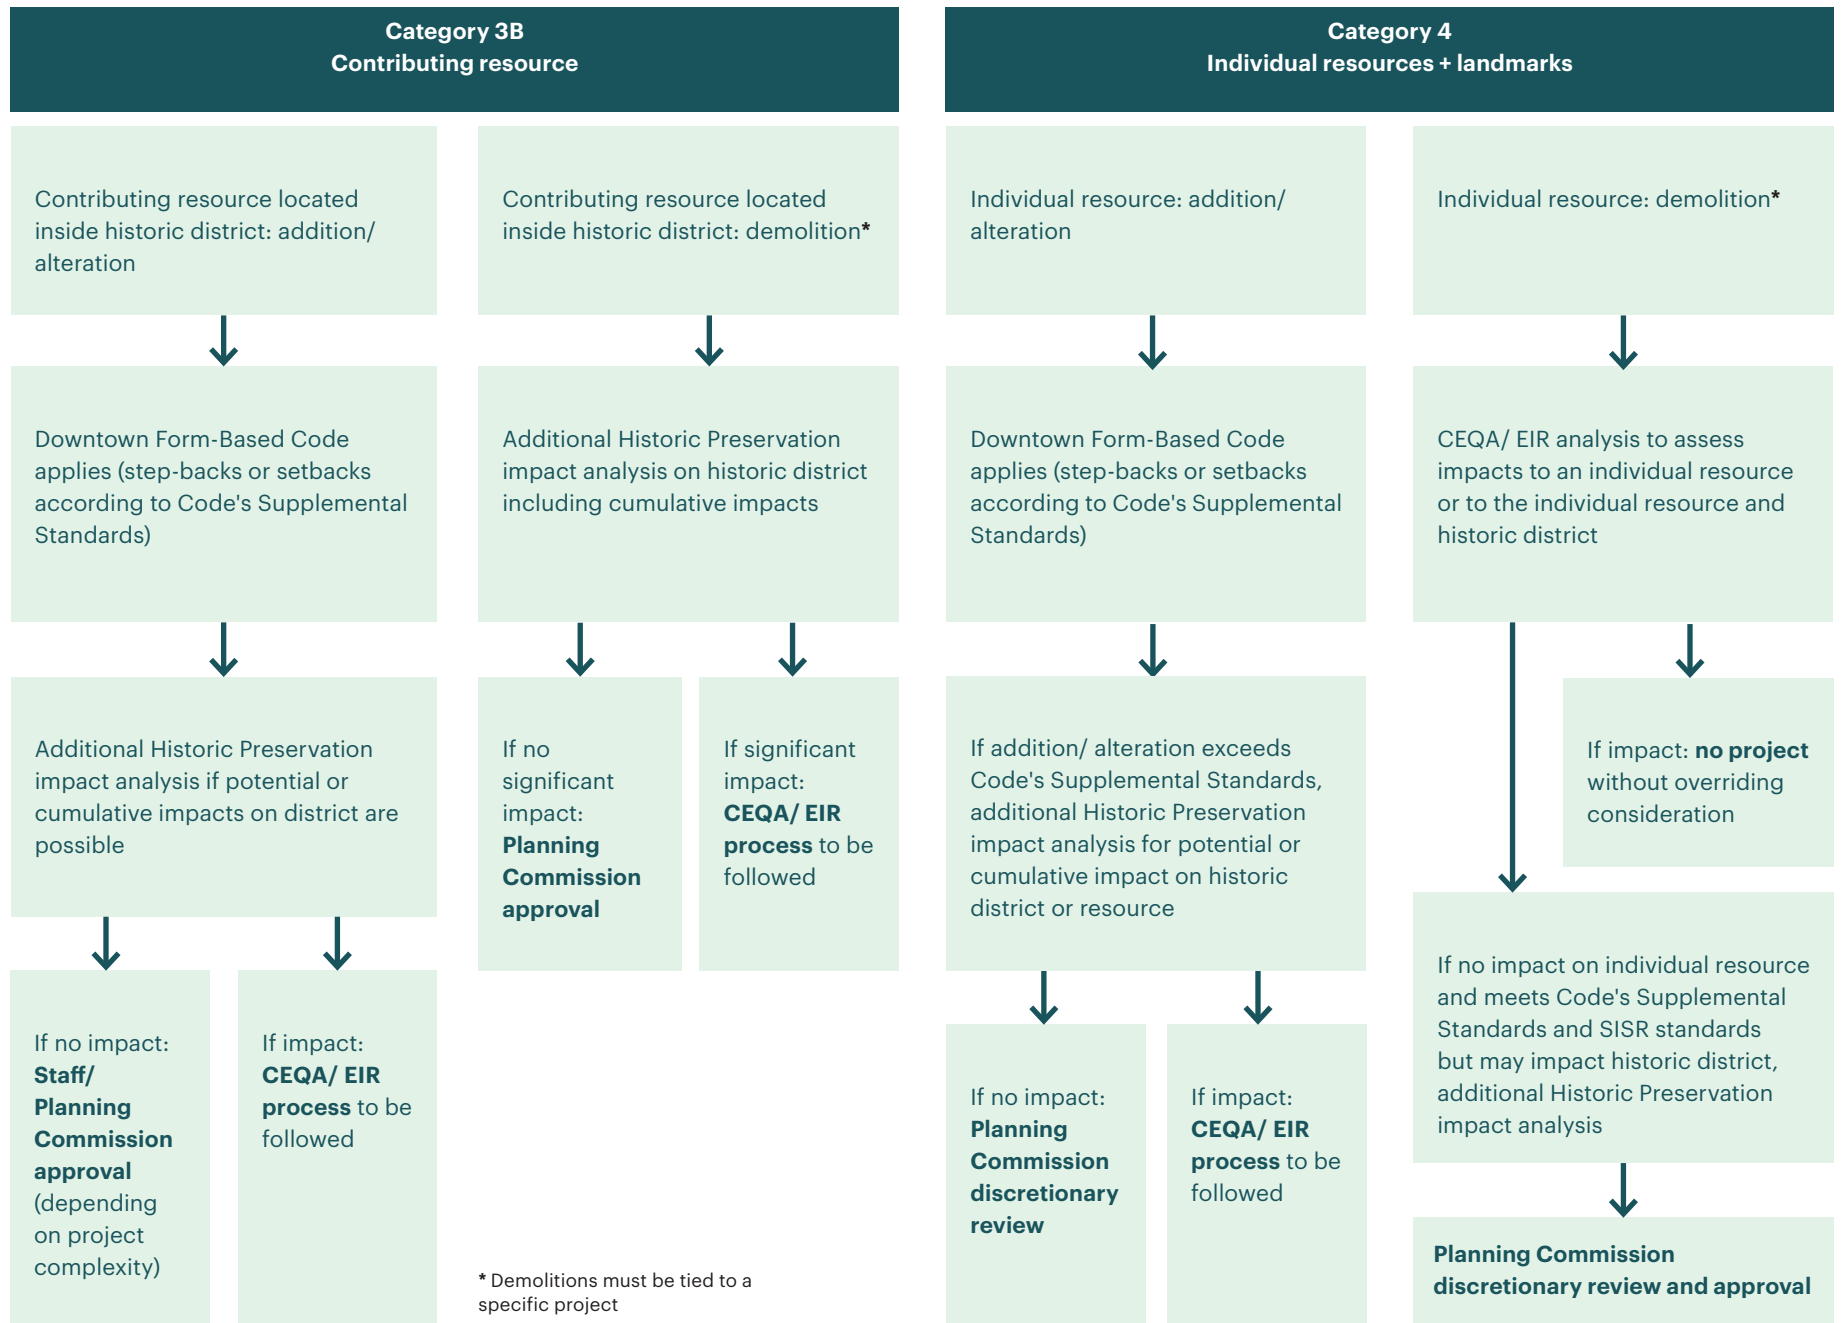 Category 3B
Contributing resource
Contributing resource located
inside historic district: addition/
alteration
Downtown Form-Based Code
applies (step-backs or setbacks
according to Code's Supplemental
Standards)
Additional Historic Preservation
impact analysis if potential or
cumulative impacts on district are
possible
If no impact:
Staff/
Planning
Commission
approval
(depending
on project
complexity)
If impact:
CEQA/ EIR
process to be
followed
Contributing resource located
inside historic district: demolition*
Additional Historic Preservation
impact analysis on historic district
including cumulative impacts
If no
significant
impact:
Planning
Commission
approval
If significant
impact:
CEQA/ EIR
process to be
followed
* Demolitions must be tied to a
specific project
Category 4
Individual resources + landmarks
Individual resource: addition/
alteration
Downtown Form-Based Code
applies (step-backs or setbacks
according to Code's Supplemental
Standards)
If addition/ alteration exceeds
Code's Supplemental Standards,
additional Historic Preservation
impact analysis for potential or
cumulative impact on historic
district or resource
If no impact:
Planning
Commission
discretionary
review
If impact:
CEQA/ EIR
process to be
followed
Individual resource: demolition*
CEQA/ EIR analysis to assess
impacts to an individual resource
or to the individual resource and
historic district
If impact: no project
without overriding
consideration
If no impact on individual resource
and meets Code's Supplemental
Standards and SISR standards
but may impact historic district,
additional Historic Preservation
impact analysis
Planning Commission
discretionary review and approval